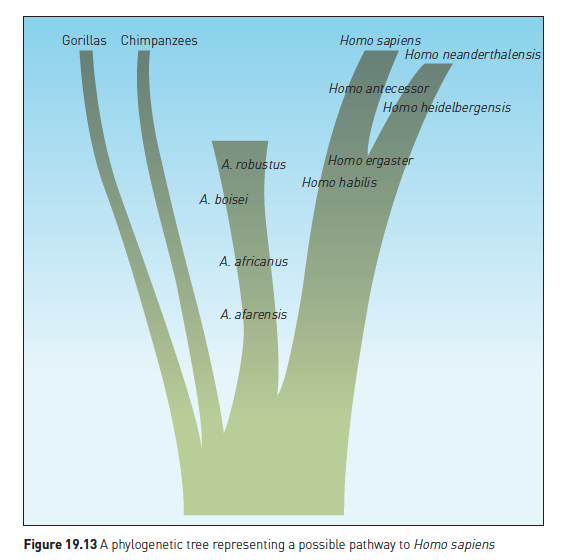 Gorillas Chimpanzees Homo sapiens
Homo neanderthalensis
Homo antecessor
Homo heidelbergensis
Homo ergaster
A. robustus
Homo habilis
A. boisei
A. africanus
A. afarensis
Figure 19.13 A phylogenetic tree representing a possible pathway to Homo sapiens